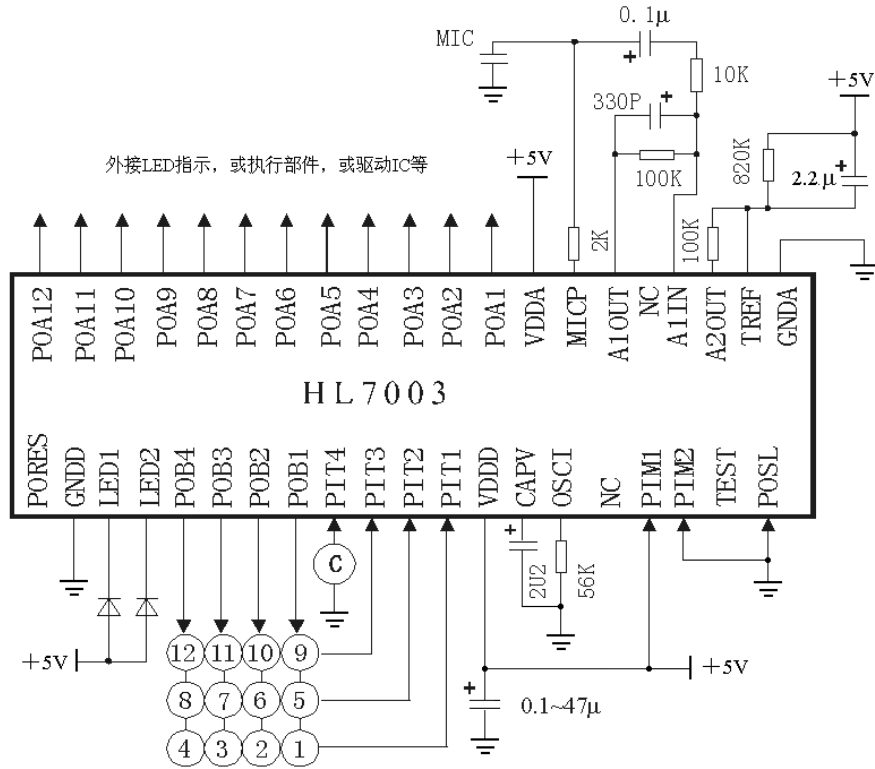 0.1μ
MIC
10K
330P
+5V
外接LED指示，或执行部件，或驱动IC等
+5V
100K
820K
2.2μ
2K
100K
POA12 POA11 POA10 POA9 POA8 POA7 POA6 POA5 POA4 POA3 POA2 POA1 VDDA MICP A1OUT NC A1IN A2OUT TREF GNDA
HL7003
PORES GNDD LED1 LED2 POB4 POB3 POB2 POB1 PIT4 PIT3 PIT2 PIT1 VDDD CAPV OSCI NC PIM1 PIM2 TEST POSL
C
2U2
56K
+5V
12 11 10 9
+5V
8 7 6 5
0.1~47μ
4 3 2 1